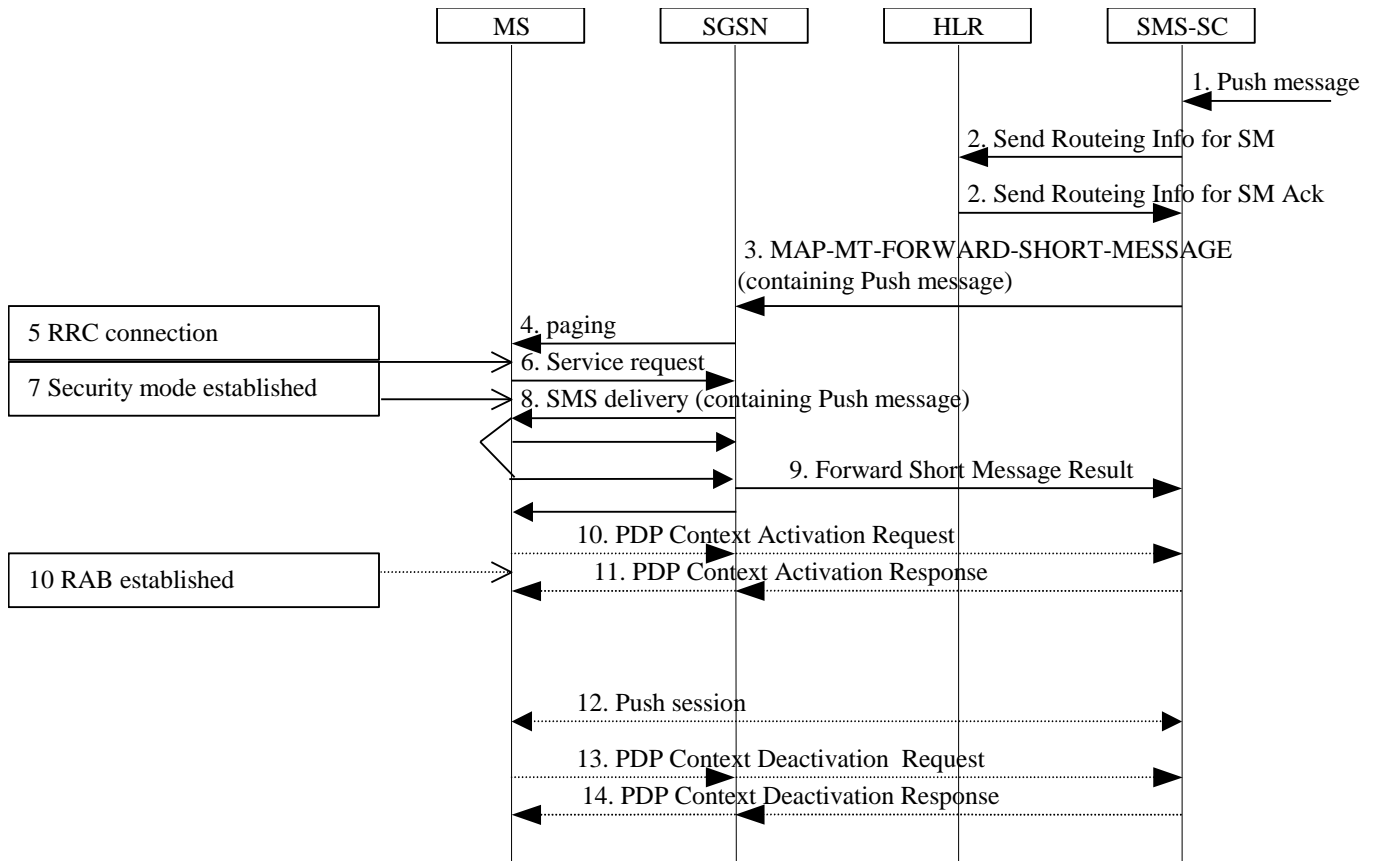 MS
SGSN
HLR
SMS-SC
1. Push message
2. Send Routeing Info for SM
2. Send Routeing Info for SM Ack
3. MAP-MT-FORWARD-SHORT-MESSAGE
(containing Push message)
4. paging
5 RRC connection
6. Service request
7 Security mode established
8. SMS delivery (containing Push message)
9. Forward Short Message Result
10. PDP Context Activation Request
10 RAB established
11. PDP Context Activation Response
12. Push session
13. PDP Context Deactivation Request
14. PDP Context Deactivation Response